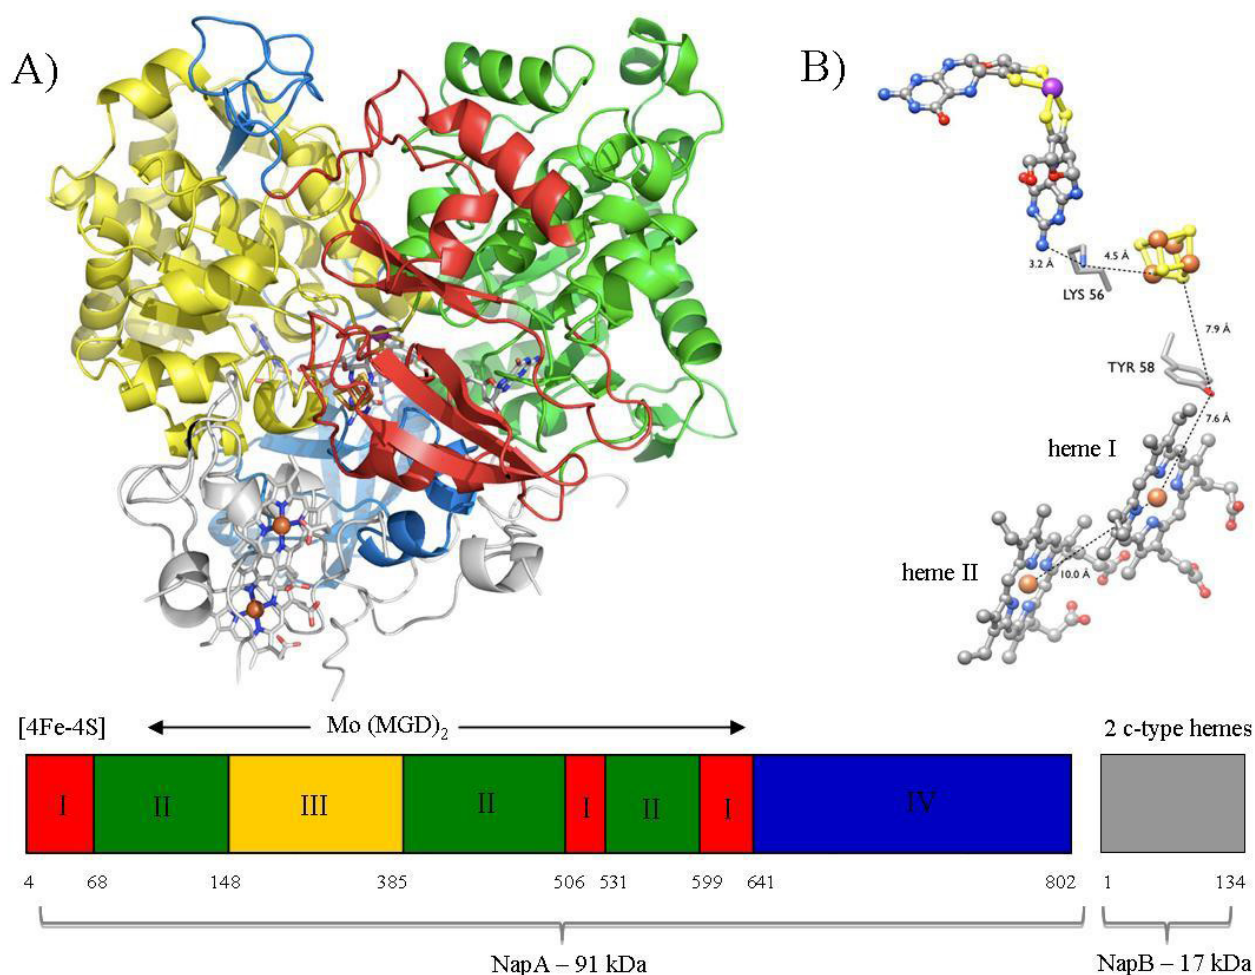 A)
B)
3.2 Å
4.5 Å
LYS 56
7.9 Å
TYR 58
7.6 Å
heme I
heme II
10.0 Å
[4Fe-4S]
Mo (MGD)2
2 c-type hemes
I
II
III
II
I
II
I
IV
4
68
148
385
506
531
599
641
802
1
134
NapA – 91 kDa
NapB – 17 kDa